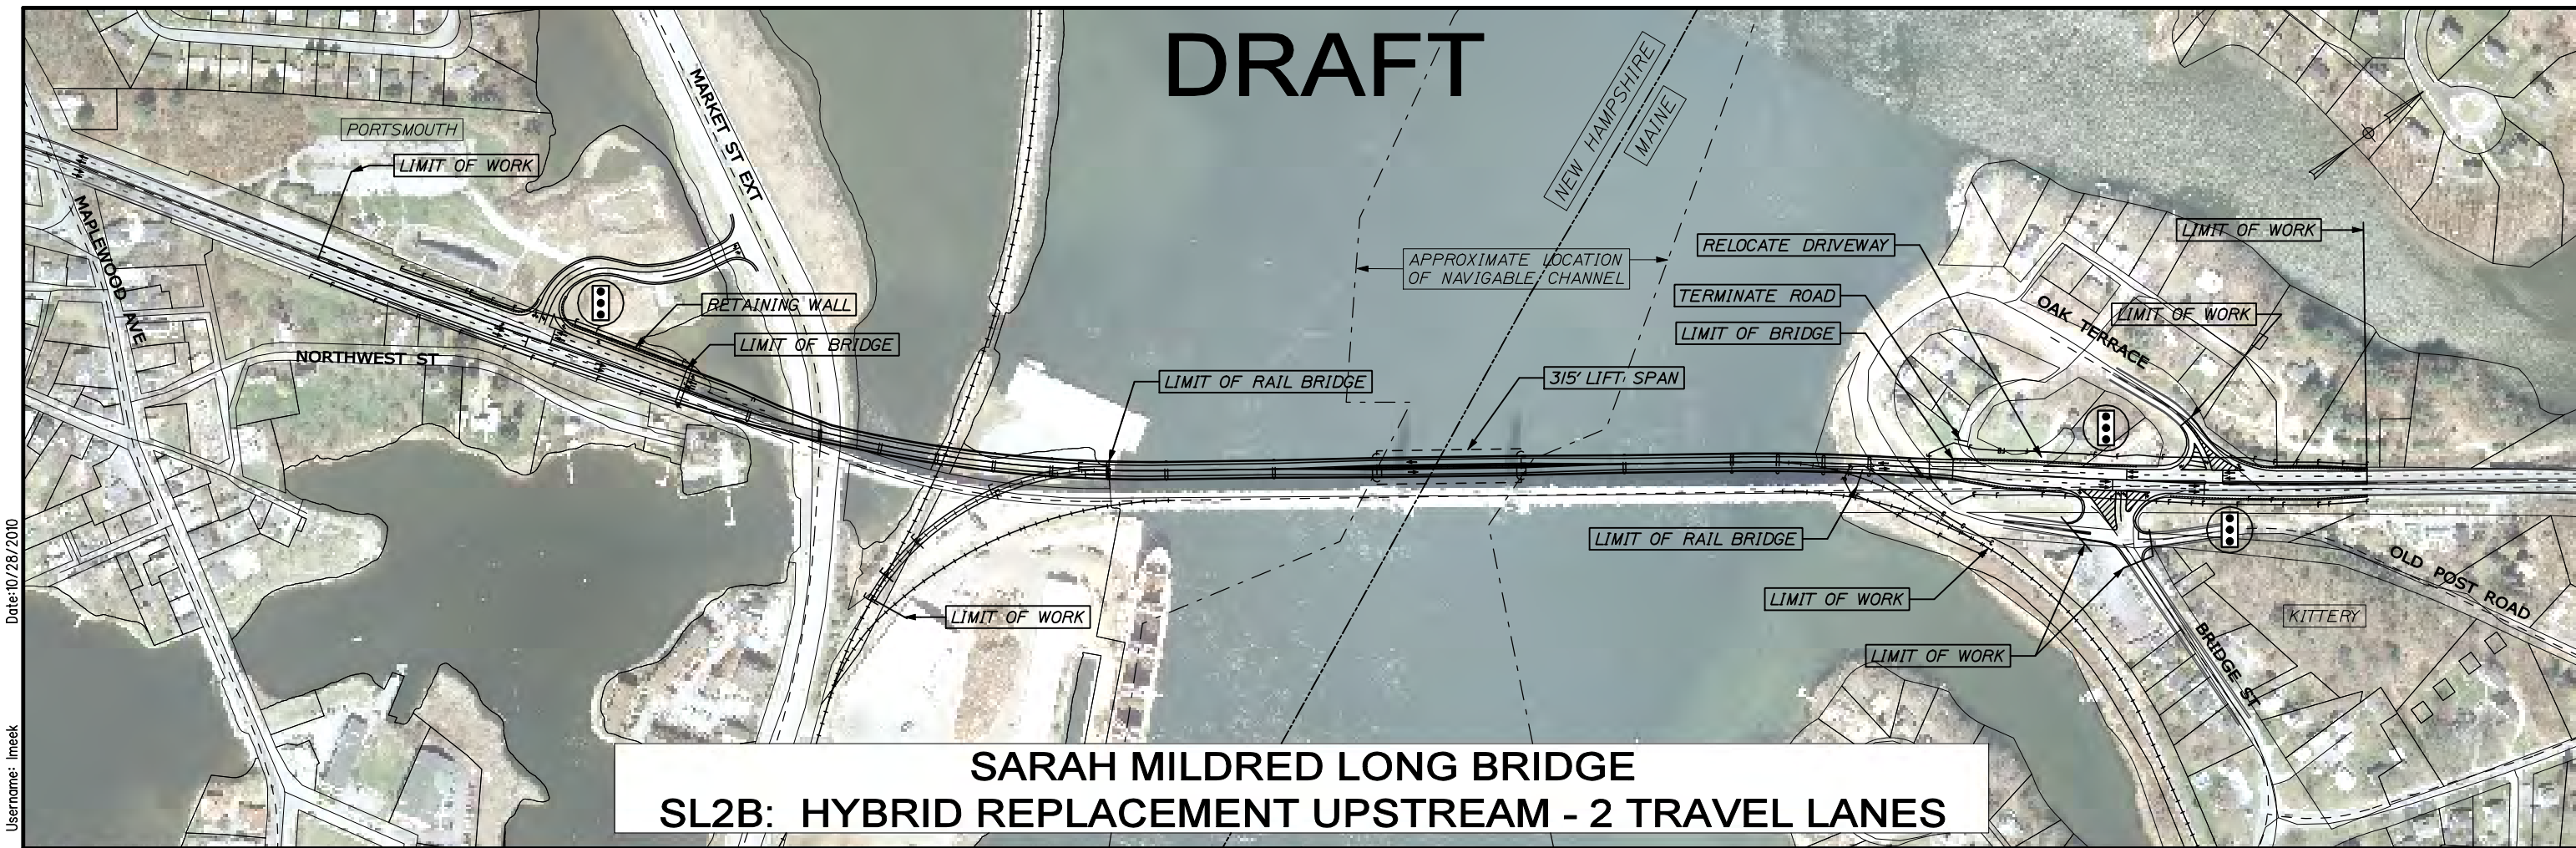 DRAFT
PORTSMOUTH
LIMIT OF WORK
MARKET ST EXT
MAPLEWOOD AVE
NORTHWEST ST
RETAINING WALL
LIMIT OF BRIDGE
LIMIT OF RAIL BRIDGE
315' LIFT SPAN
NEW HAMPSHIRE
MAINE
APPROXIMATE LOCATION
OF NAVIGABLE CHANNEL
RELOCATE DRIVEWAY
TERMINATE ROAD
LIMIT OF BRIDGE
LIMIT OF WORK
OAK TERRACE
LIMIT OF WORK
LIMIT OF RAIL BRIDGE
LIMIT OF WORK
LIMIT OF WORK
LIMIT OF WORK
OLD POST ROAD
KITTERY
BRIDGE ST
Date:10/28/2010
Username: lmeek
SARAH MILDRED LONG BRIDGE
SL2B: HYBRID REPLACEMENT UPSTREAM - 2 TRAVEL LANES